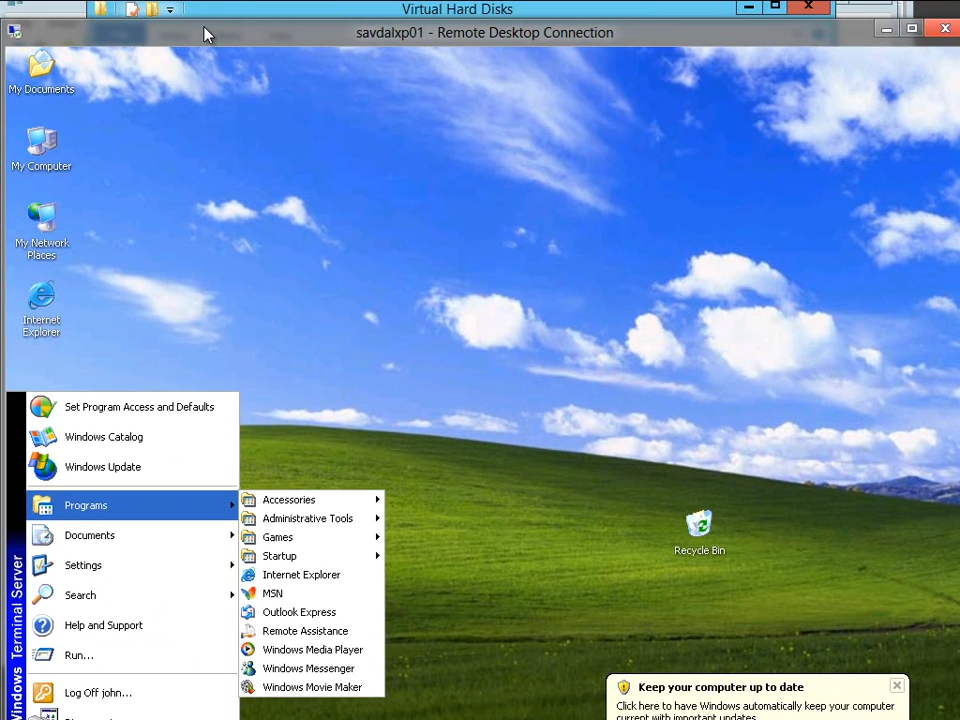 Virtual Hard Disks
savdalxp01 - Remote Desktop Connection
My Documents
My Computer
My Network
Places
Internet
Explorer
Set Program Access and Defaults
Windows Catalog
Windows Update
Programs
Documents
Settings
Search
Help and Support
Run...
Log Off john...
Windows Terminal Server
Accessories
Administrative Tools
Games
Startup
Internet Explorer
MSN
Outlook Express
Remote Assistance
Windows Media Player
Windows Messenger
Windows Movie Maker
Recycle Bin
Keep your computer up to date
Click here to have Windows automatically keep your computer
current with important updates.